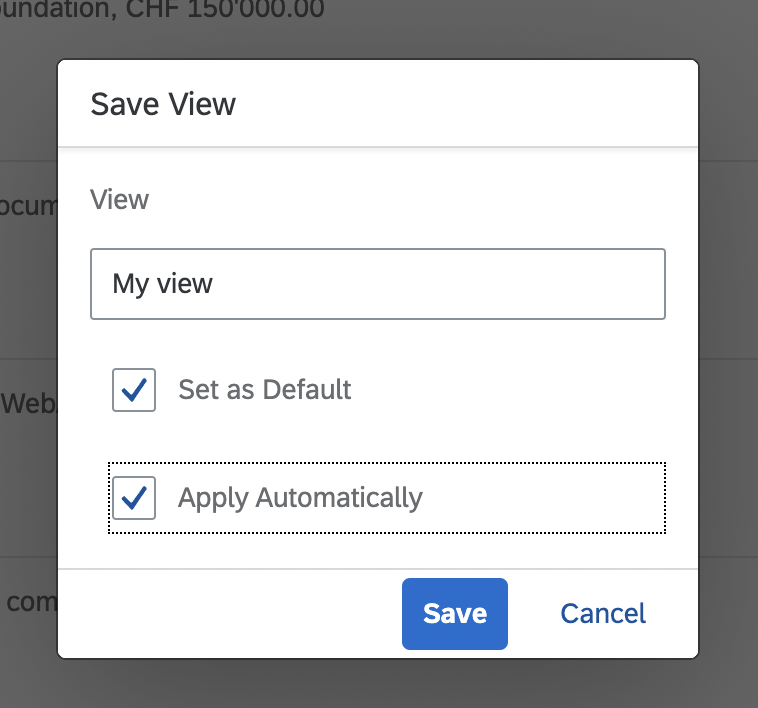 oundation, CHF 150'000.00
Save View
View
ocum
My view
Set as Default
Web
Apply Automatically
com
Save
Cancel